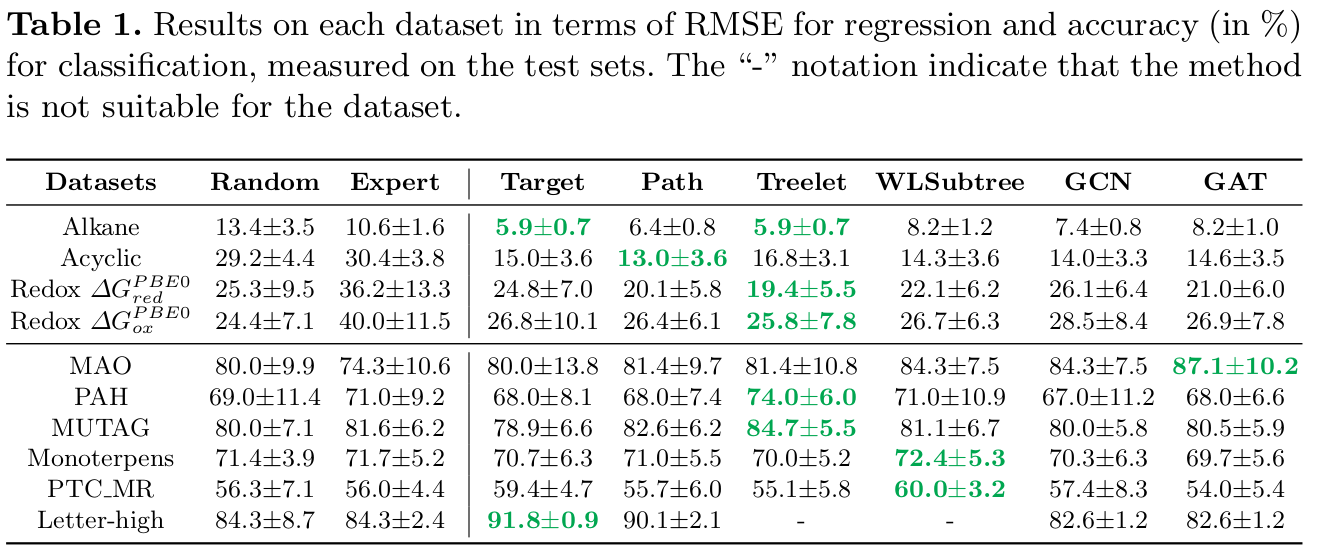 Table 1. Results on each dataset in terms of RMSE for regression and accuracy (in %)
for classification, measured on the test sets. The “-” notation indicate that the method
is not suitable for the dataset.
Datasets Random Expert Target Path Treelet WLSubtree GCN GAT
Alkane 13.4±3.5 10.6±1.6 5.9±0.7 6.4±0.8 5.9±0.7 8.2±1.2 7.4±0.8 8.2±1.0
Acyclic 29.2±4.4 30.4±3.8 15.0±3.6 13.0±3.6 16.8±3.1 14.3±3.6 14.0±3.3 14.6±3.5
Redox ΔG_{red}^{PBE0} 25.3±9.5 36.2±13.3 24.8±7.0 20.1±5.8 19.4±5.5 22.1±6.2 26.1±6.4 21.0±6.0
Redox ΔG_{ox}^{PBE0} 24.4±7.1 40.0±11.5 26.8±10.1 26.4±6.1 25.8±7.8 26.7±6.3 28.5±8.4 26.9±7.8
MAO 80.0±9.9 74.3±10.6 80.0±13.8 81.4±9.7 81.4±10.8 84.3±7.5 84.3±7.5 87.1±10.2
PAH 69.0±11.4 71.0±9.2 68.0±8.1 68.0±7.4 74.0±6.0 71.0±10.9 67.0±11.2 68.0±6.6
MUTAG 80.0±7.1 81.6±6.2 78.9±6.6 82.6±6.2 84.7±5.5 81.1±6.7 80.0±5.8 80.5±5.9
Monoterpens 71.4±3.9 71.7±5.2 70.7±6.3 71.0±5.5 70.0±5.2 72.4±5.3 70.3±6.3 69.7±5.6
PTC_MR 56.3±7.1 56.0±4.4 59.4±4.7 55.7±6.0 55.1±5.8 60.0±3.2 57.4±8.3 54.0±5.4
Letter-high 84.3±8.7 84.3±2.4 91.8±0.9 90.1±2.1 - - 82.6±1.2 82.6±1.2